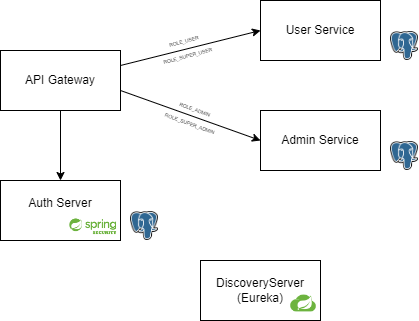 User Service
ROLE_USER
ROLE_SUPER_USER
API Gateway
ROLE_ADMIN
ROLE_SUPER_ADMIN
Admin Service
Auth Server
spring
SECURITY
DiscoveryServer
(Eureka)